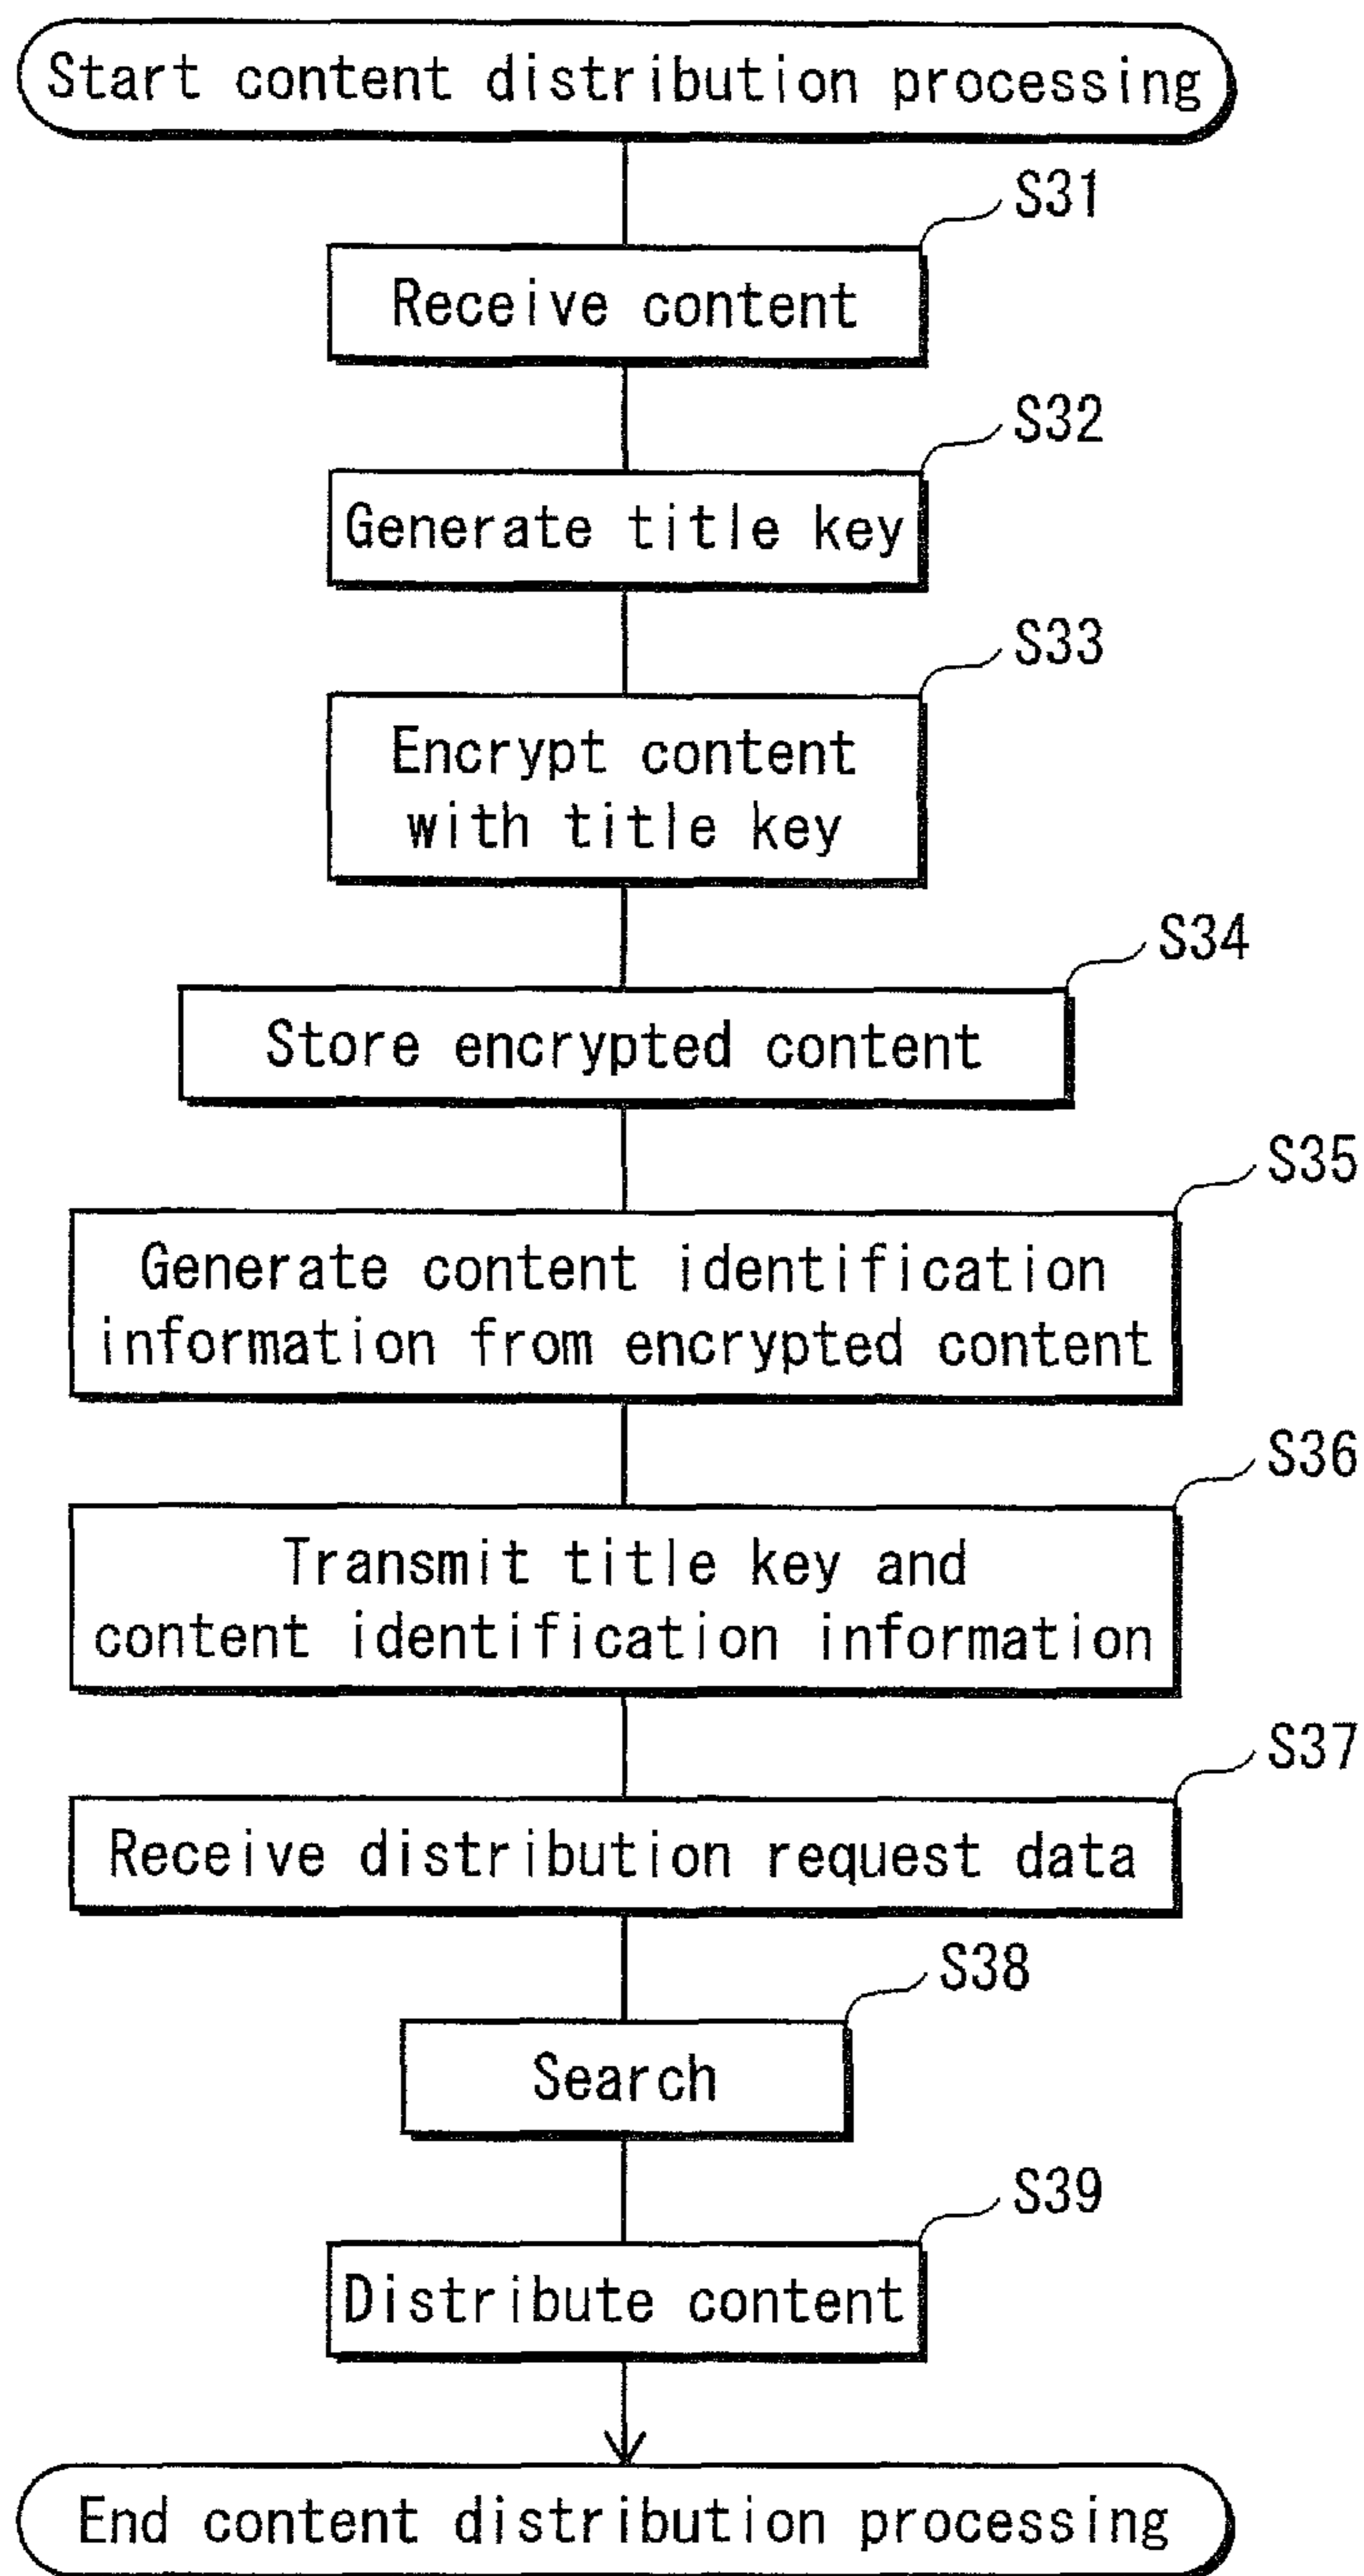 Start content distribution processing
S31
Receive content
S32
Generate title key
S33
Encrypt content
with title key
S34
Store encrypted content
S35
Generate content identification
information from encrypted content
S36
Transmit title key and
content identification information
S37
Receive distribution request data
S38
Search
S39
Distribute content
End content distribution processing